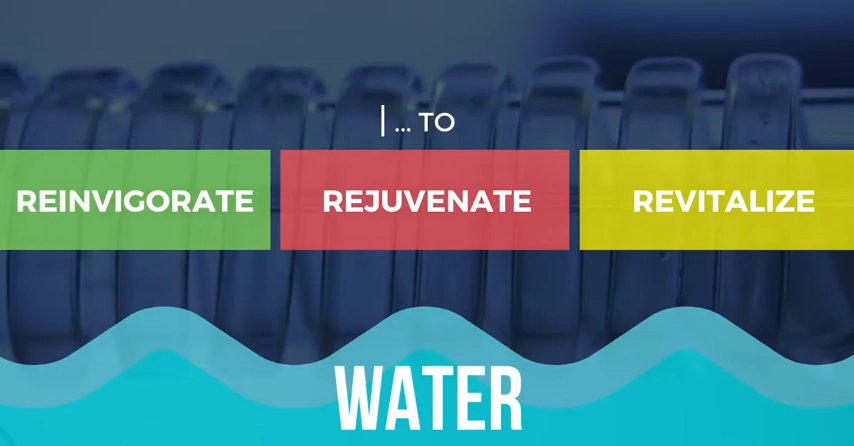 | ... TO
REINVIGORATE REJUVENATE REVITALIZE
WATER